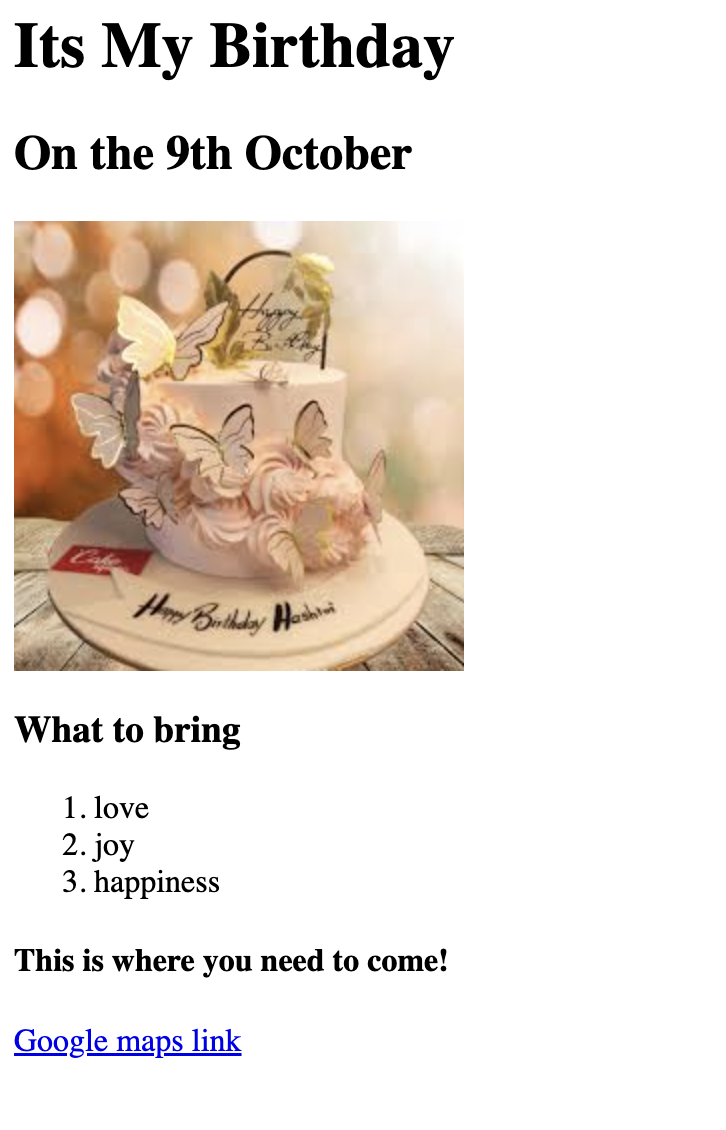 Its My Birthday
On the 9th October
Happy
Birthday
Cake
Happy Birthday Hashini
What to bring
1. love
2. joy
3. happiness
This is where you need to come!
Google maps link